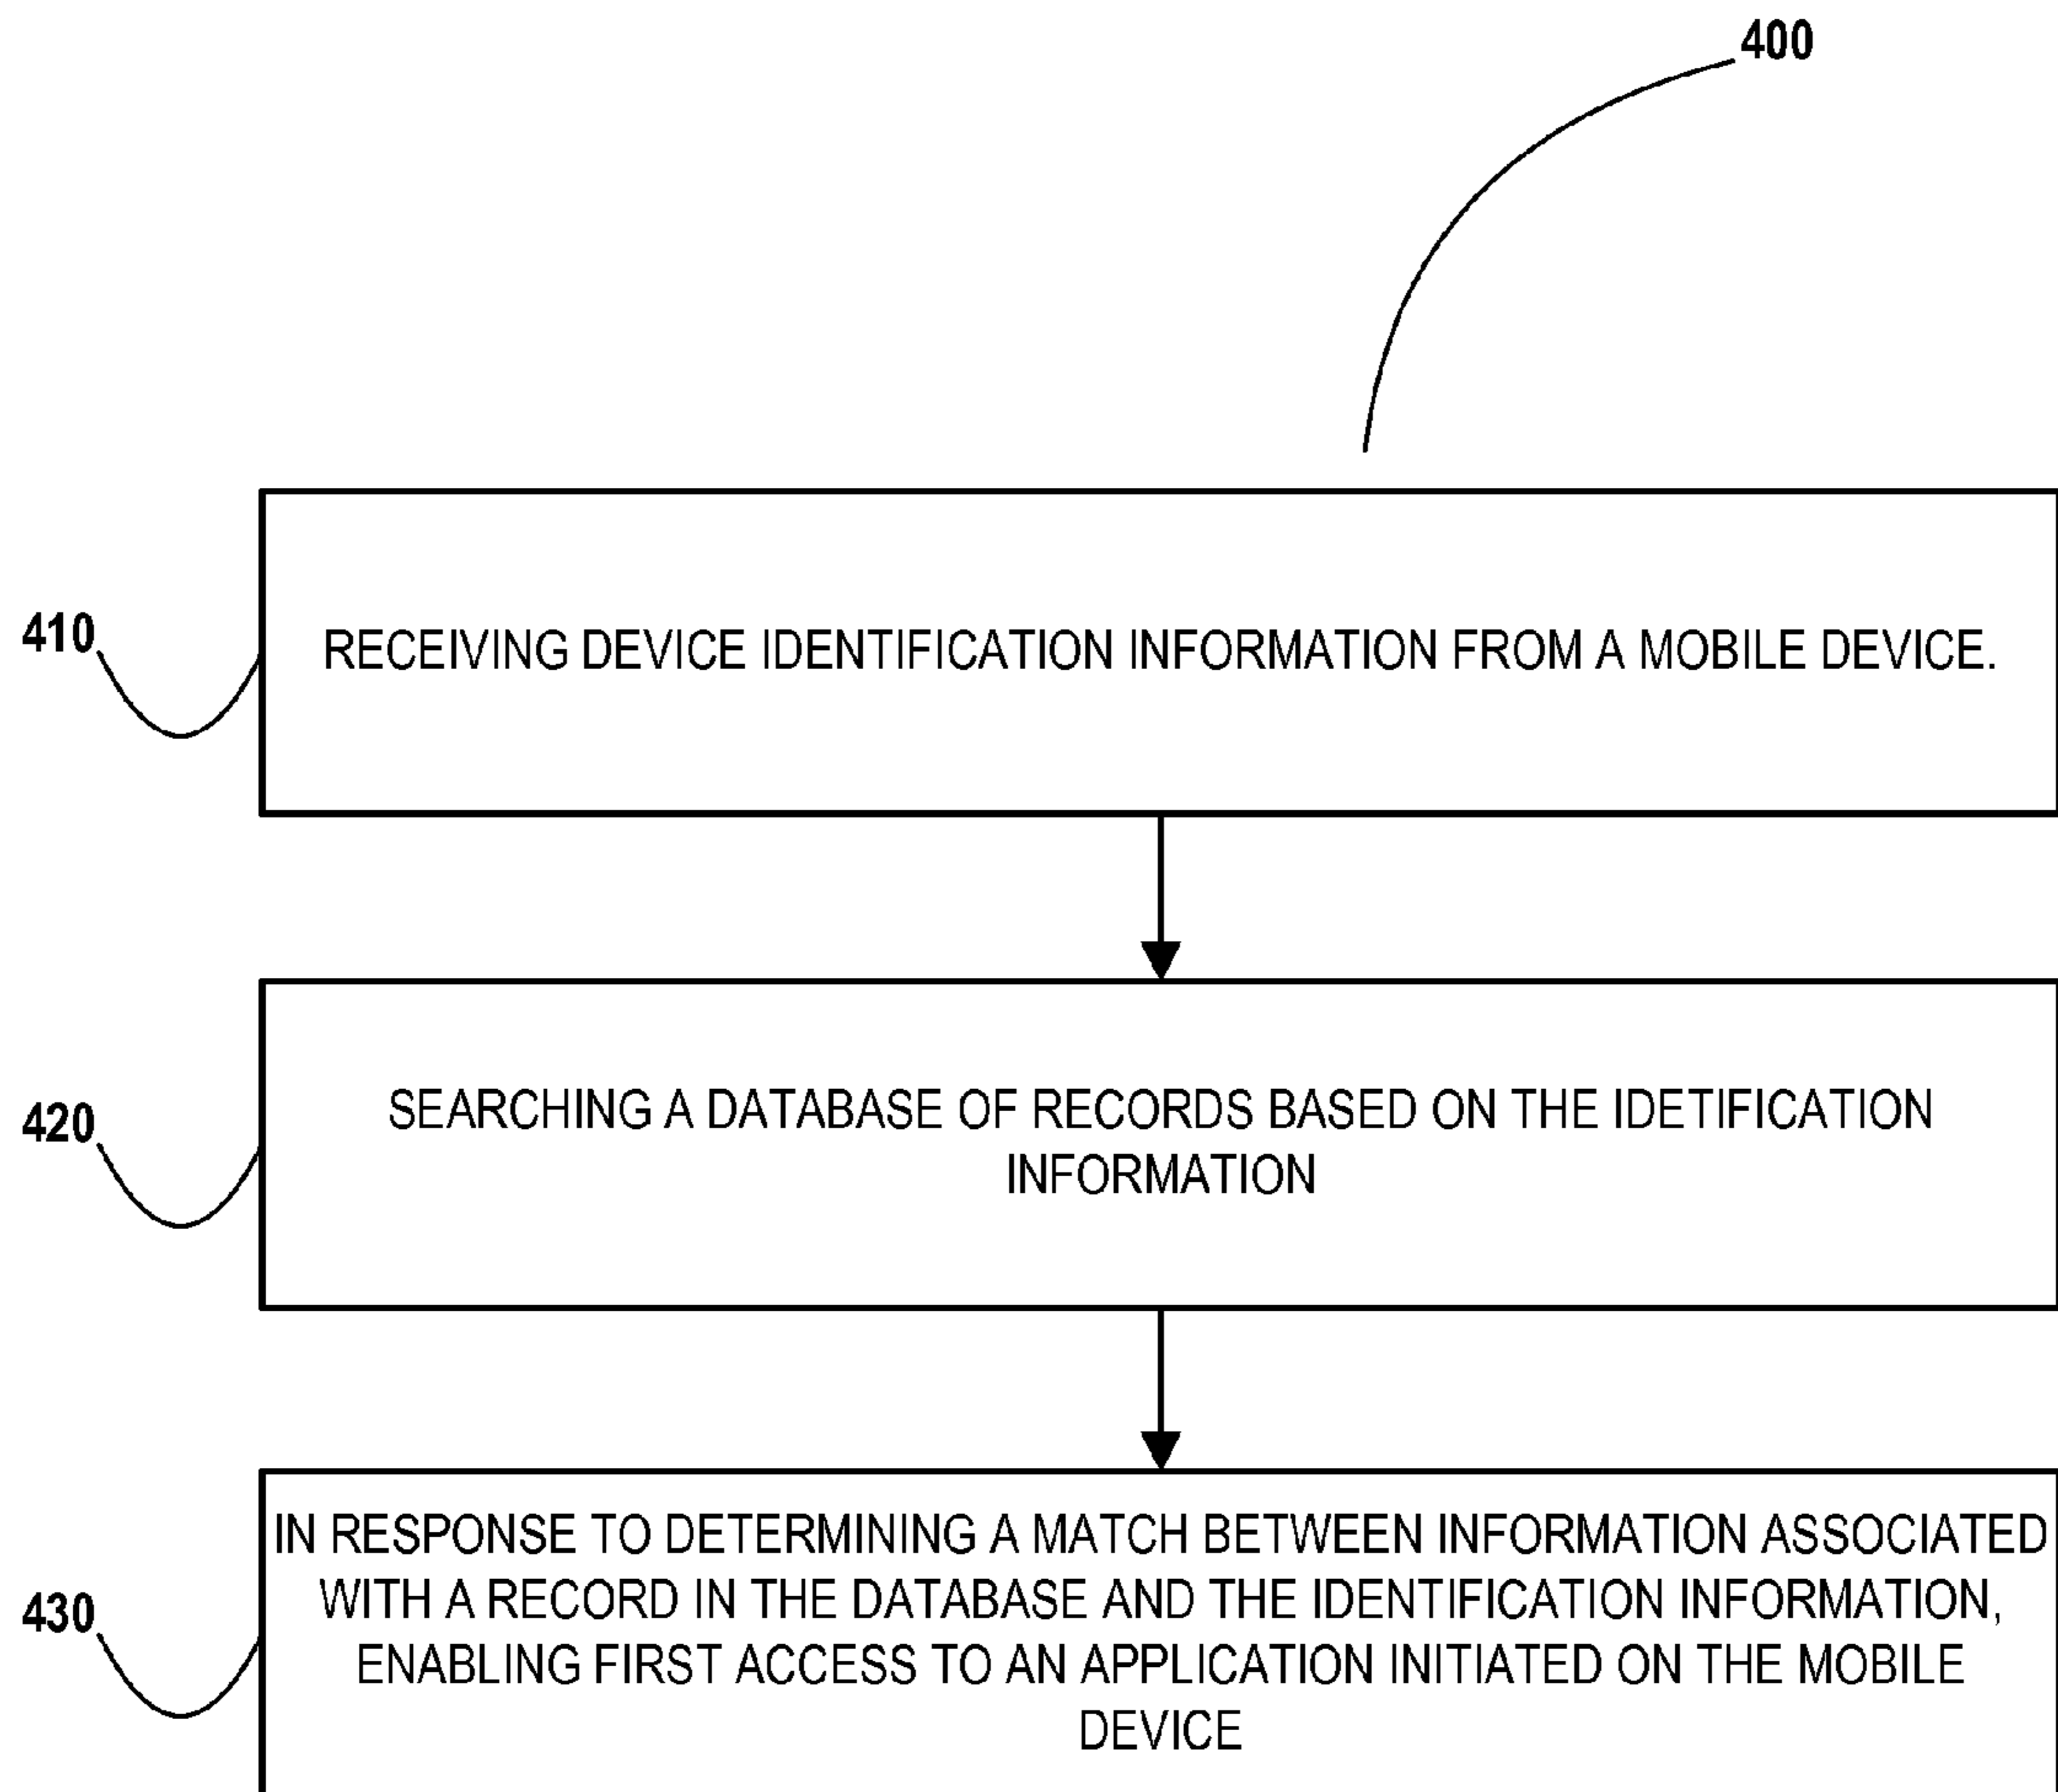 400
410
RECEIVING DEVICE IDENTIFICATION INFORMATION FROM A MOBILE DEVICE.
420
SEARCHING A DATABASE OF RECORDS BASED ON THE IDETIFICATION
INFORMATION
430
IN RESPONSE TO DETERMINING A MATCH BETWEEN INFORMATION ASSOCIATED
WITH A RECORD IN THE DATABASE AND THE IDENTIFICATION INFORMATION,
ENABLING FIRST ACCESS TO AN APPLICATION INITIATED ON THE MOBILE
DEVICE